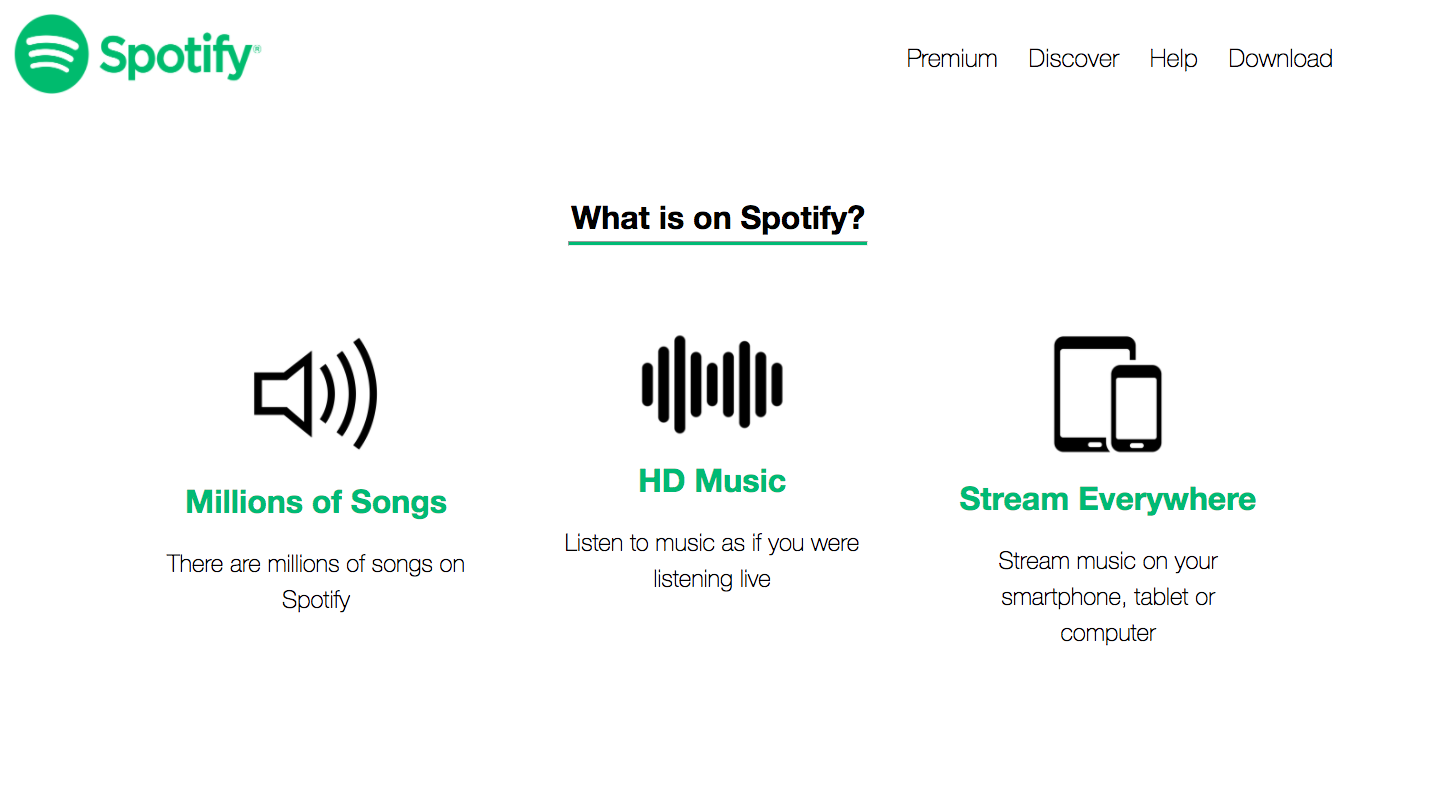 Spotify®
Premium Discover Help Download
What is on Spotify?
Millions of Songs
There are millions of songs on
Spotify
HD Music
Listen to music as if you were
listening live
Stream Everywhere
Stream music on your
smartphone, tablet or
computer